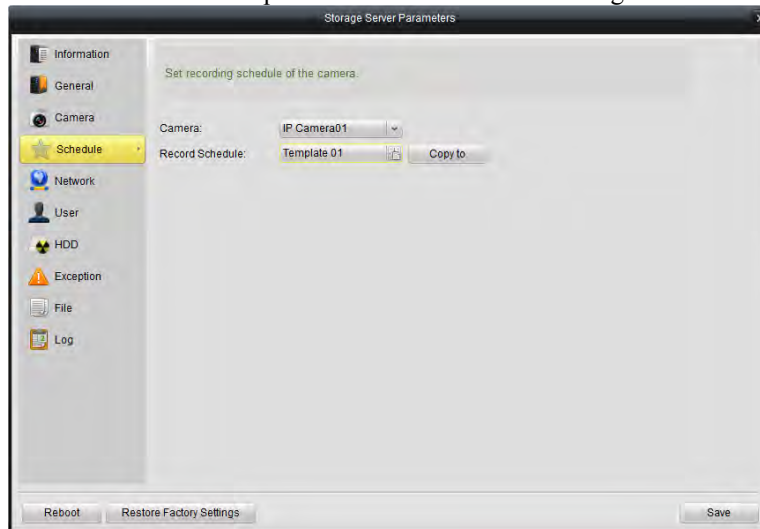 Storage Server Parameters
Information
General
Camera
Schedule
Network
User
HDD
Exception
File
Log
Set recording schedule of the camera.
Camera: IP Camera01
Record Schedule: Template 01 Copy to
Reboot Restore Factory Settings Save